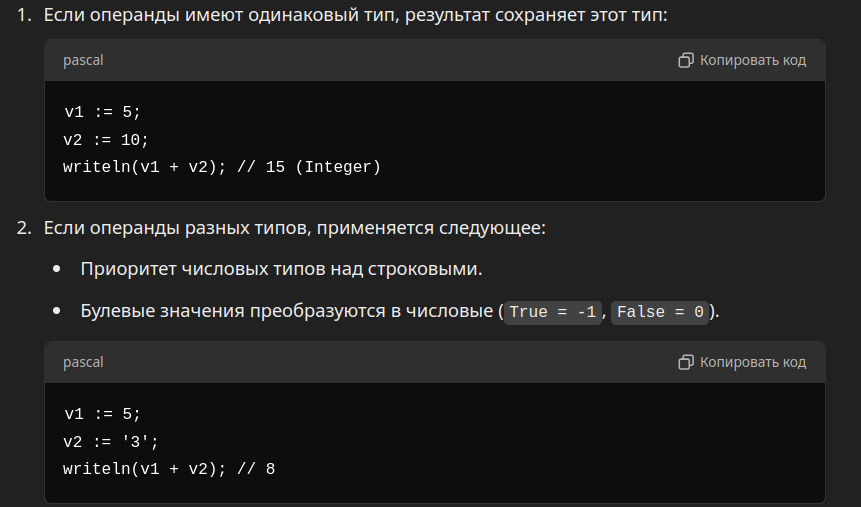 1. Если операнды имеют одинаковый тип, результат сохраняет этот тип:
pascal Копировать код
v1 := 5;
v2 := 10;
writeln(v1 + v2); // 15 (Integer)
2. Если операнды разных типов, применяется следующее:
• Приоритет числовых типов над строковыми.
• Булевые значения преобразуются в числовые (True = -1, False = 0).
pascal Копировать код
v1 := 5;
v2 := '3';
writeln(v1 + v2); // 8